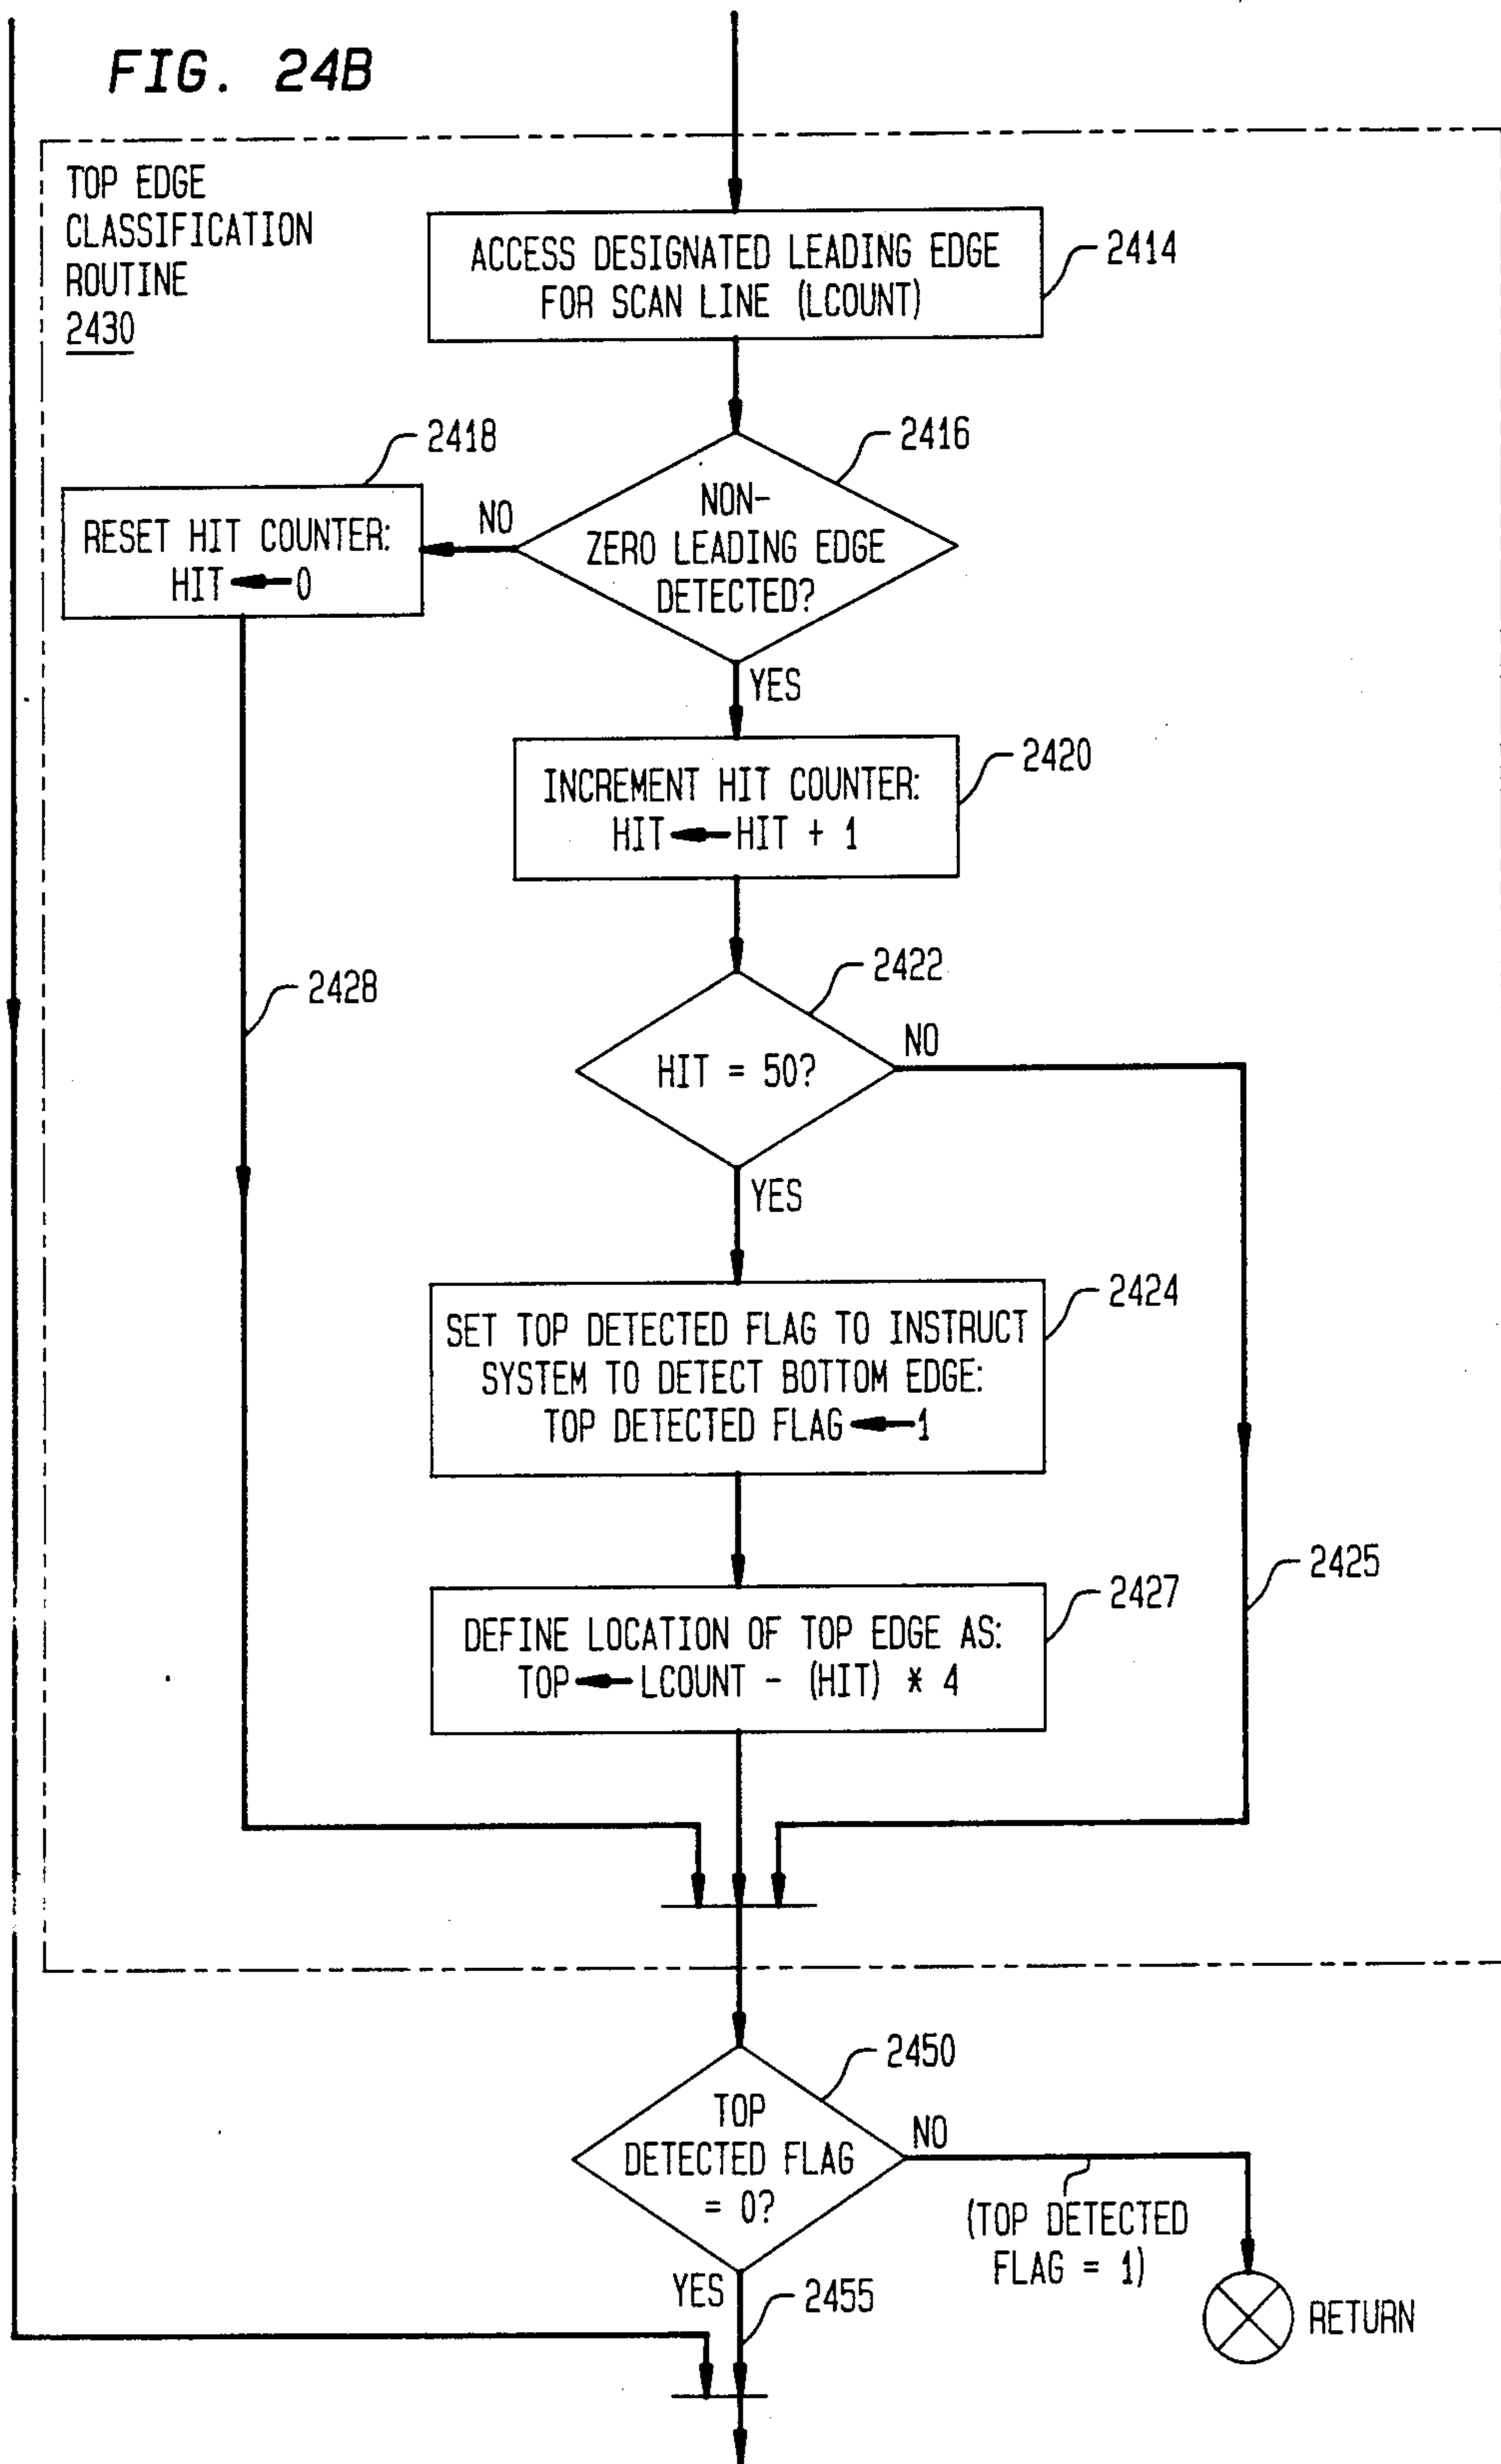 FIG. 24B
TOP EDGE
CLASSIFICATION
ROUTINE
2430
ACCESS DESIGNATED LEADING EDGE
FOR SCAN LINE (LCOUNT)
2414
2416
NON-
ZERO LEADING EDGE
DETECTED?
NO
2418
RESET HIT COUNTER:
HIT ← 0
YES
INCREMENT HIT COUNTER:
HIT ← HIT + 1
2420
2428
2422
HIT = 50?
NO
YES
2424
SET TOP DETECTED FLAG TO INSTRUCT
SYSTEM TO DETECT BOTTOM EDGE:
TOP DETECTED FLAG ← 1
2425
2427
DEFINE LOCATION OF TOP EDGE AS:
TOP ← LCOUNT - (HIT) * 4
2450
TOP
DETECTED FLAG
= 0?
NO
(TOP DETECTED
FLAG = 1)
YES
2455
RETURN